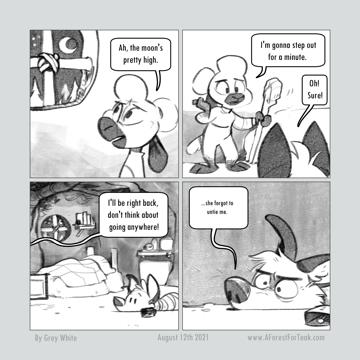 Ah, the moon's
pretty high.
I'm gonna step out
for a minute.
Oh!
Sure!
I'll be right back,
don't think about
going anywhere!
...she forgot to
untie me.
By Grey White
August 12th 2021
www.AForestForTeak.com